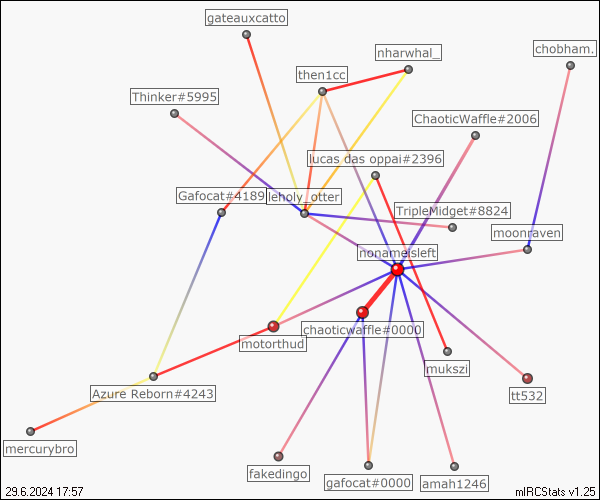 gateauxcatto
nharwhal_
chobham.
then1cc
Thinker#5995
ChaoticWaffle#2006
lucas das oppai#2396
Gafocat#4189
leholy_otter
TripleMidget#8824
moonraven
nonameisleft
chaoticwaffle#0000
motorthud
mukszi
Azure Reborn#4243
tt532
mercurybro
fakedingo
gafocat#0000
amah1246
29.6.2024 17:57
mIRCStats v1.25